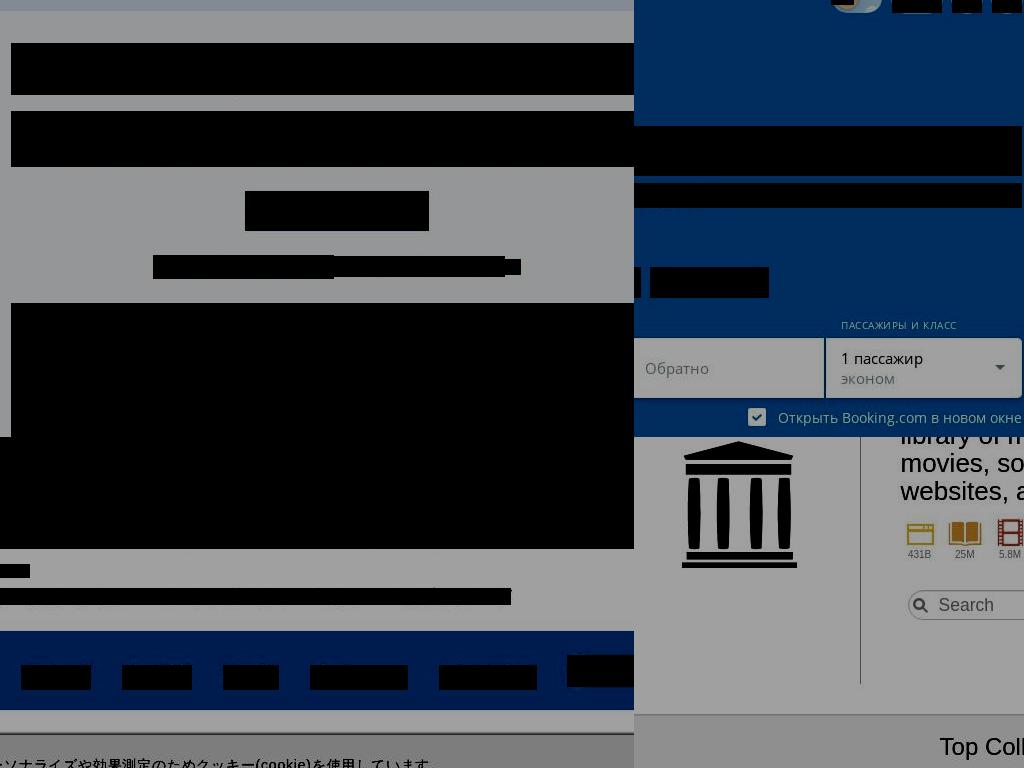 ПАССАЖИРЫ И КЛАСС
Обратно
1 пассажир
эконом
Открыть Booking.com в новом окне
library of
movies, so
websites, a
431B 25M 5.8M
Search
Top Coll
ーソナライズや効果測定のためクッキー(cookie)を使用しています。